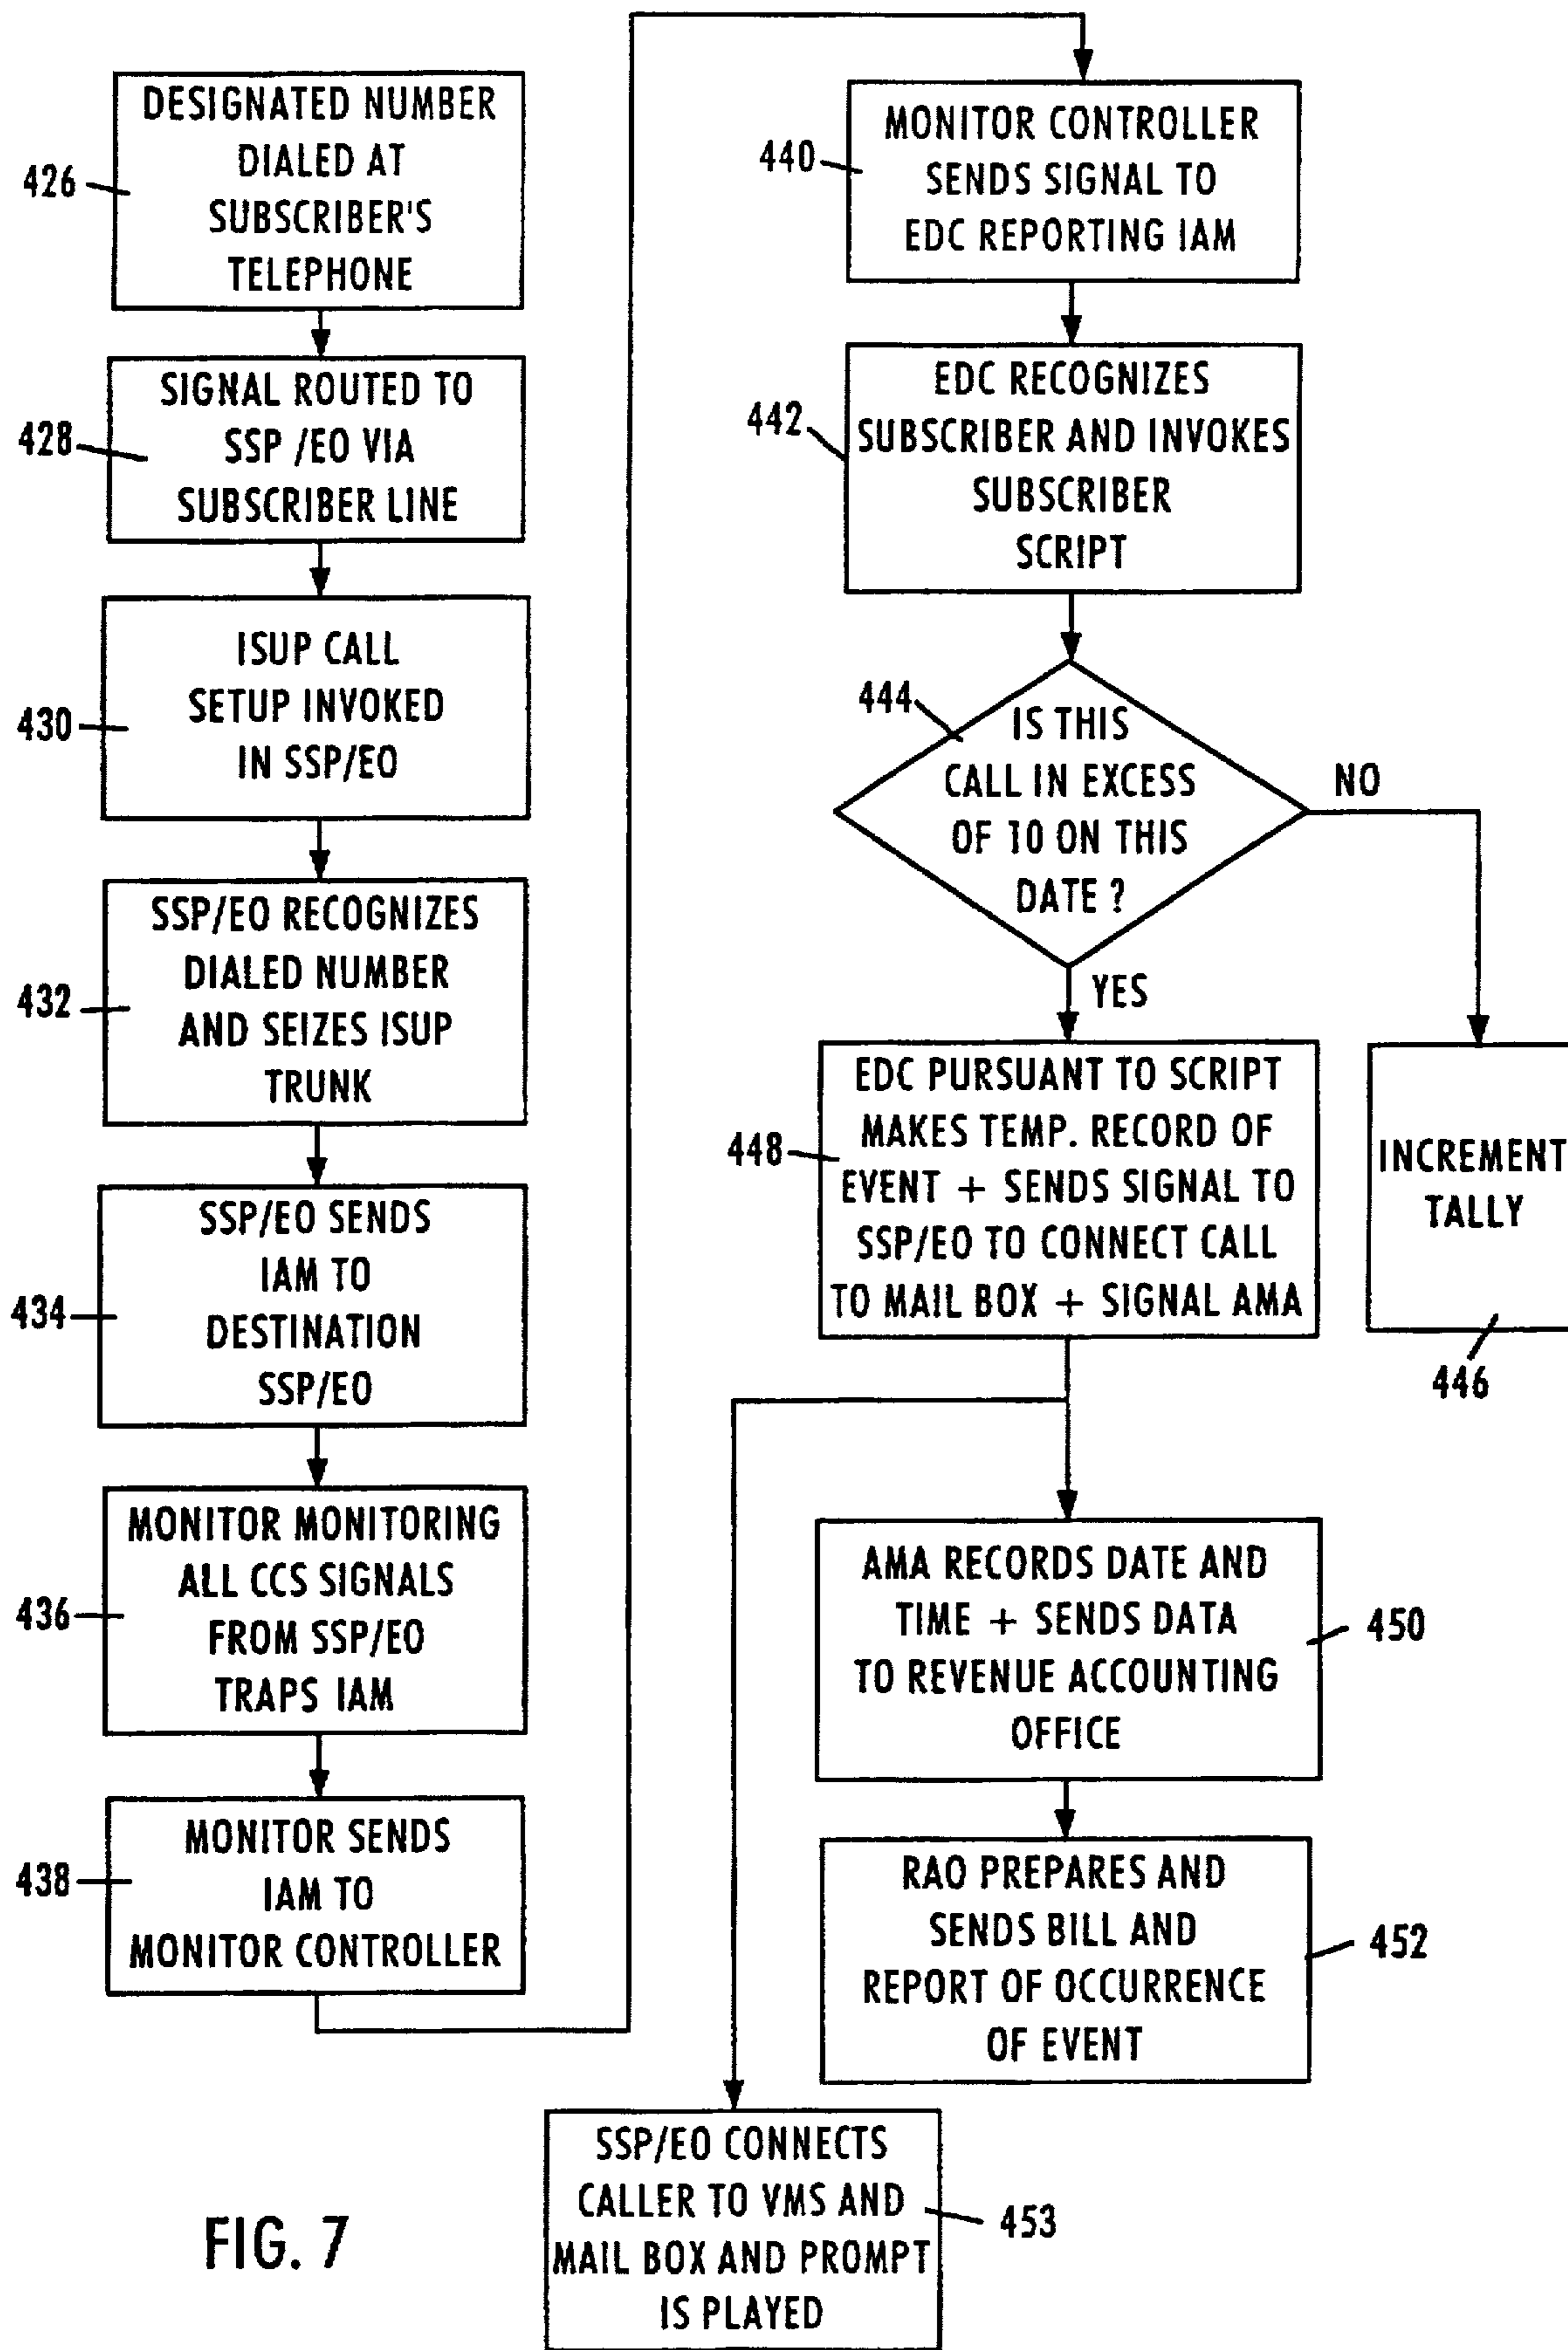 DESIGNATED NUMBER
DIALED AT
SUBSCRIBER'S
TELEPHONE
426
SIGNAL ROUTED TO
SSP /EO VIA
SUBSCRIBER LINE
428
ISUP CALL
SETUP INVOKED
IN SSP/EO
430
SSP/EO RECOGNIZES
DIALED NUMBER
AND SEIZES ISUP
TRUNK
432
SSP/EO SENDS
IAM TO
DESTINATION
SSP/EO
434
MONITOR MONITORING
ALL CCS SIGNALS
FROM SSP/EO
TRAPS IAM
436
MONITOR SENDS
IAM TO
MONITOR CONTROLLER
438
MONITOR CONTROLLER
SENDS SIGNAL TO
EDC REPORTING IAM
440
EDC RECOGNIZES
SUBSCRIBER AND INVOKES
SUBSCRIBER
SCRIPT
442
IS THIS
CALL IN EXCESS
OF 10 ON THIS
DATE ?
444
NO
YES
INCREMENT
TALLY
446
EDC PURSUANT TO SCRIPT
MAKES TEMP. RECORD OF
EVENT + SENDS SIGNAL TO
SSP/EO TO CONNECT CALL
TO MAIL BOX + SIGNAL AMA
448
AMA RECORDS DATE AND
TIME + SENDS DATA
TO REVENUE ACCOUNTING
OFFICE
450
RAO PREPARES AND
SENDS BILL AND
REPORT OF OCCURRENCE
OF EVENT
452
SSP/EO CONNECTS
CALLER TO VMS AND
MAIL BOX AND PROMPT
IS PLAYED
453
FIG. 7